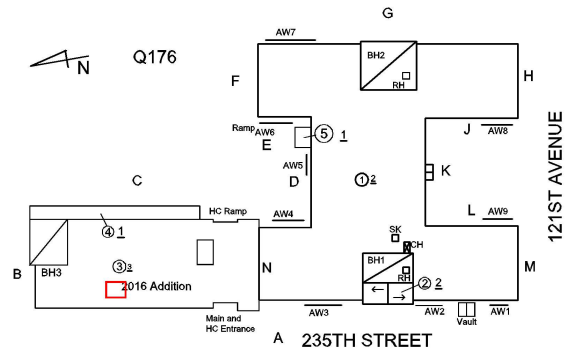 G
AW7
Q176
N
BH2
RH
F
H
Ramp
AW6
5 1
E
J
AW8
AW5
K
D
1 2
C
121ST AVENUE
HC Ramp
AW4
L
AW9
4 1
SK
CH
BH1
RH
N
M
B
BH3
3 3
2016 Addition
2 2
Main and
HC Entrance
AW3
AW2
AW1
Vault
A
235TH STREET